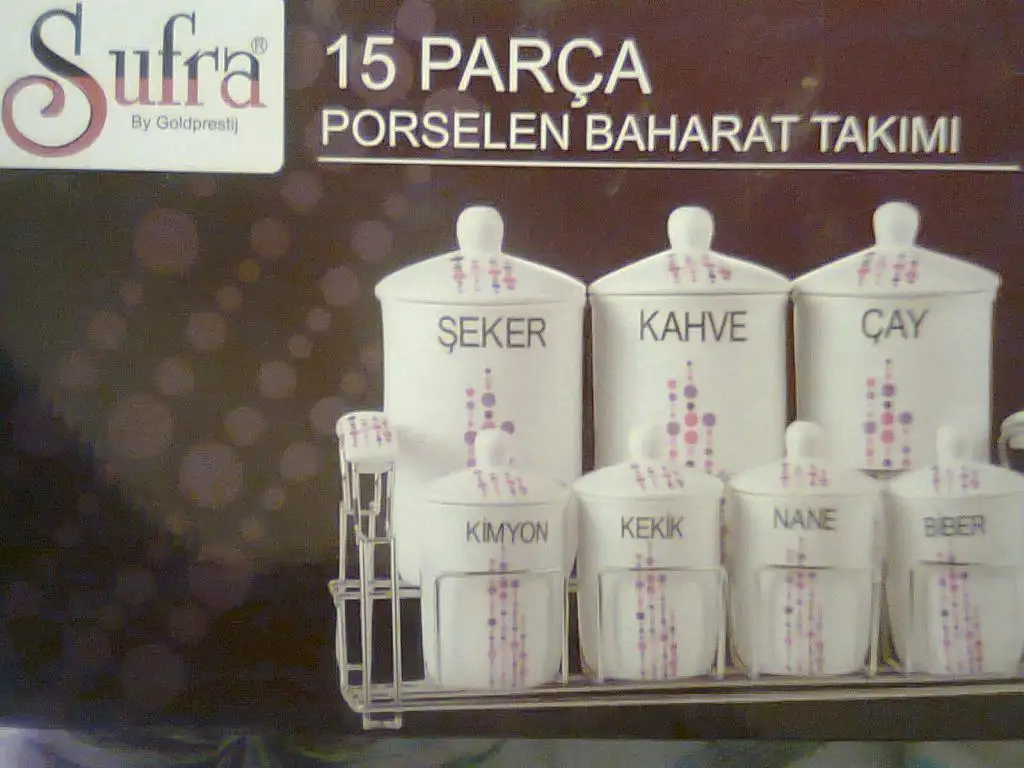 Sufra®
By Goldprestij
15 PARÇA
PORSELEN BAHARAT TAKIMI
ŞEKER
KAHVE
ÇAY
KİMYON
KEKİK
NANE
BİBER